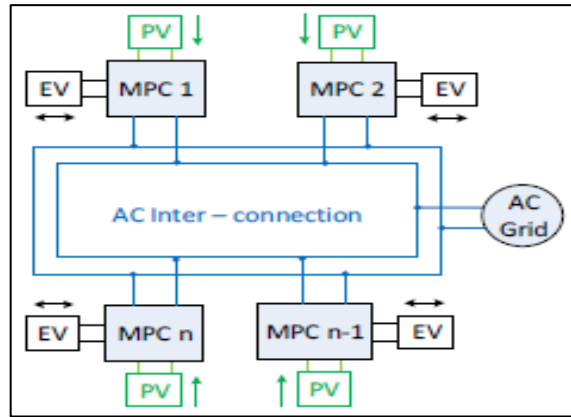 PV PV
EV MPC 1 MPC 2 EV
AC Inter – connection
AC
Grid
EV MPC n MPC n-1 EV
PV PV